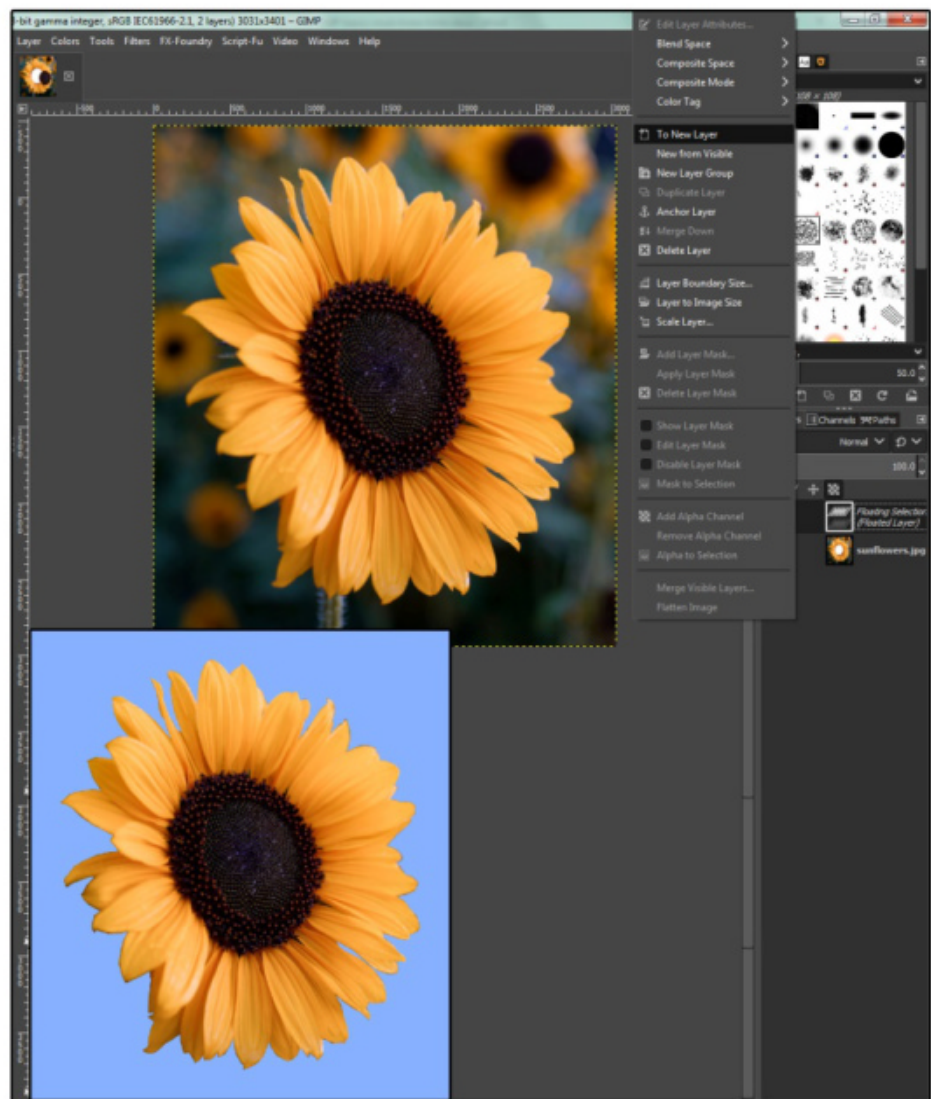 -bit gamma integer, sRGB IEC61966-2.1, 2 layers) 3031x3401 – GIMP
Layer Colors Tools Filters FX-Foundry Script-Fu Video Windows Help
Edit Layer Attributes...
Blend Space
Composite Space
Composite Mode
Color Tag
To New Layer
New from Visible
New Layer Group
Duplicate Layer
Anchor Layer
Merge Down
Delete Layer
Layer Boundary Size...
Layer to Image Size
Scale Layer...
Add Layer Mask...
Apply Layer Mask
Delete Layer Mask
Show Layer Mask
Edit Layer Mask
Disable Layer Mask
Mask to Selection
Add Alpha Channel
Remove Alpha Channel
Alpha to Selection
Merge Visible Layers...
Flatten Image
50.0
Channels Paths
Normal
100.0
Floating Selection
(Floated Layer)
sunflowers.jpg